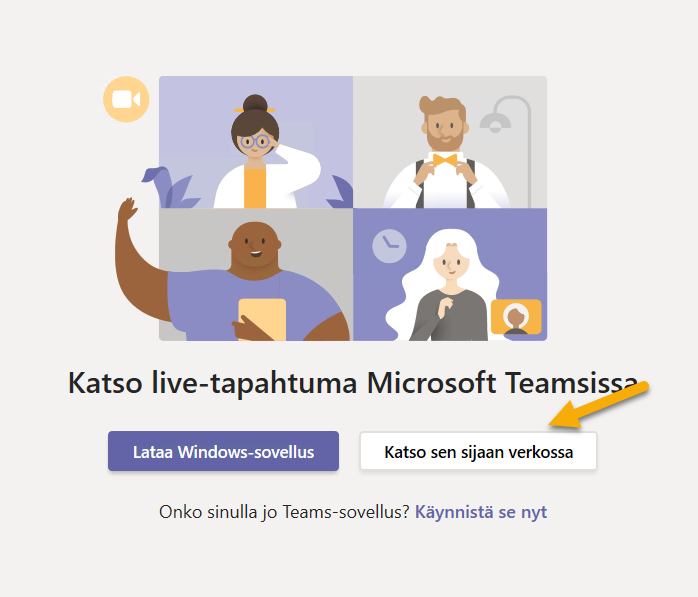 Katso live-tapahtuma Microsoft Teamsissa
Lataa Windows-sovellus
Katso sen sijaan verkossa
Onko sinulla jo Teams-sovellus? Käynnistä se nyt